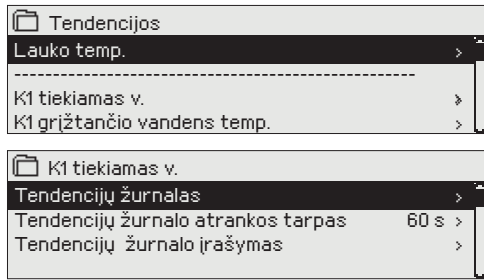 Tendencijos
Lauko temp. >
----------------------------------------------------
K1 tiekiamas v. >
K1 grįžtančio vandens temp. >
K1 tiekiamas v.
Tendencijų žurnalas >
Tendencijų žurnalo atrankos tarpas 60 s >
Tendencijų žurnalo įrašymas >